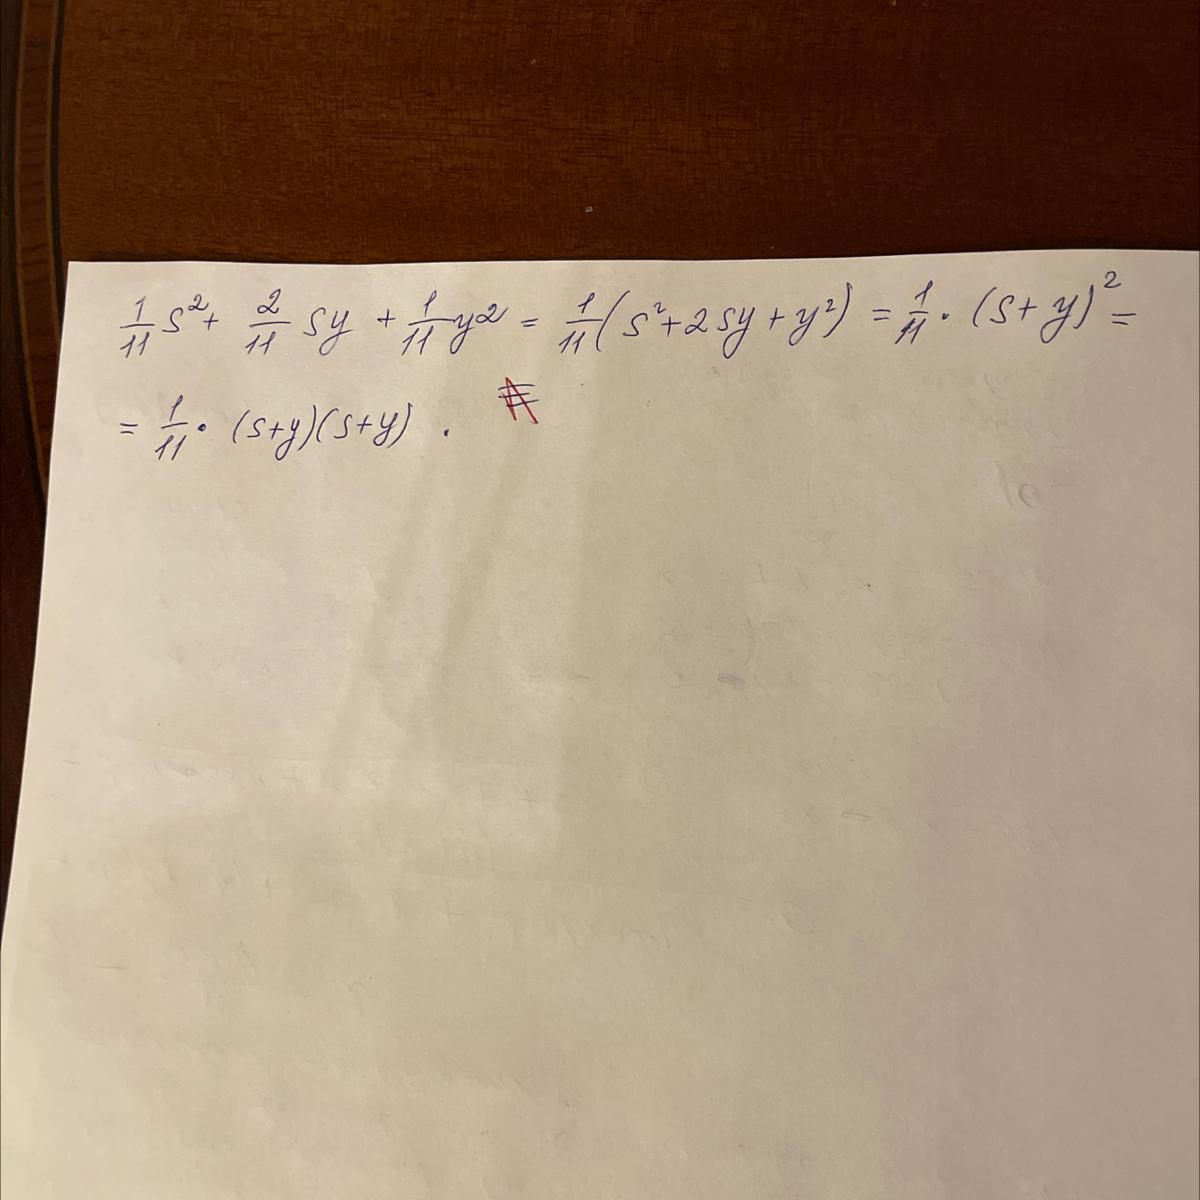 1/11 s² + 2/11 sy + 1/11 y² = 1/11 (s² + 2sy + y²) = 1/11 · (s + y)² =
= 1/11 · (s+y)(s+y) .